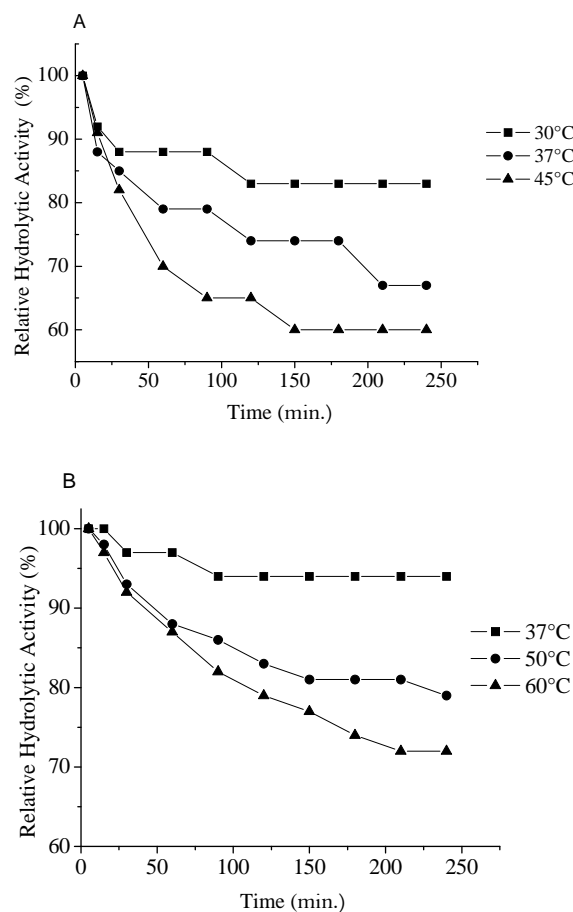 A
Relative Hydrolytic Activity (%)
100
90
80
70
60
0 50 100 150 200 250
Time (min.)
30°C
37°C
45°C
B
Relative Hydrolytic Activity (%)
100
90
80
70
60
0 50 100 150 200 250
Time (min.)
37°C
50°C
60°C